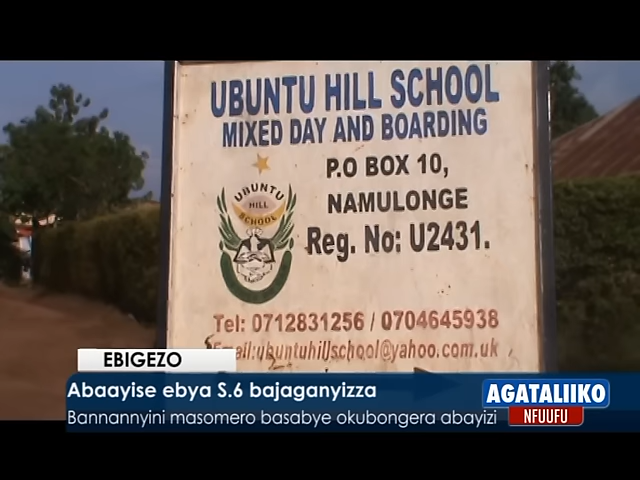 UBUNTU HILL SCHOOL
MIXED DAY AND BOARDING
UBUNTU
HILL
SCHOOL
P.O BOX 10,
NAMULONGE
Reg. No: U2431.
Tel: 0712831256 / 0704645938
Email:ubuntuhillschool@yahoo.com.uk
EBIGEZO
Abaayise ebya S.6 bajaganyizza
Bannannyini masomero basabye okubongera abayizi
AGATALIIKO
NFUUFU